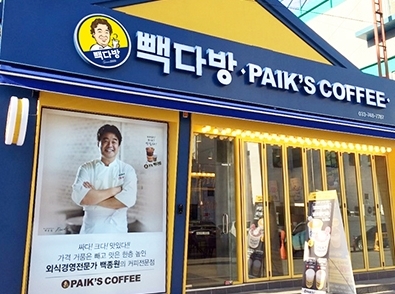 빽다방
빽다방 · PAIK'S COFFEE ·
싸다! 크다! 맛있다!!
가격 거품은 빼고 맛은 한층 높인
외식경영전문가 백종원의 커피전문점
PAIK'S COFFEE